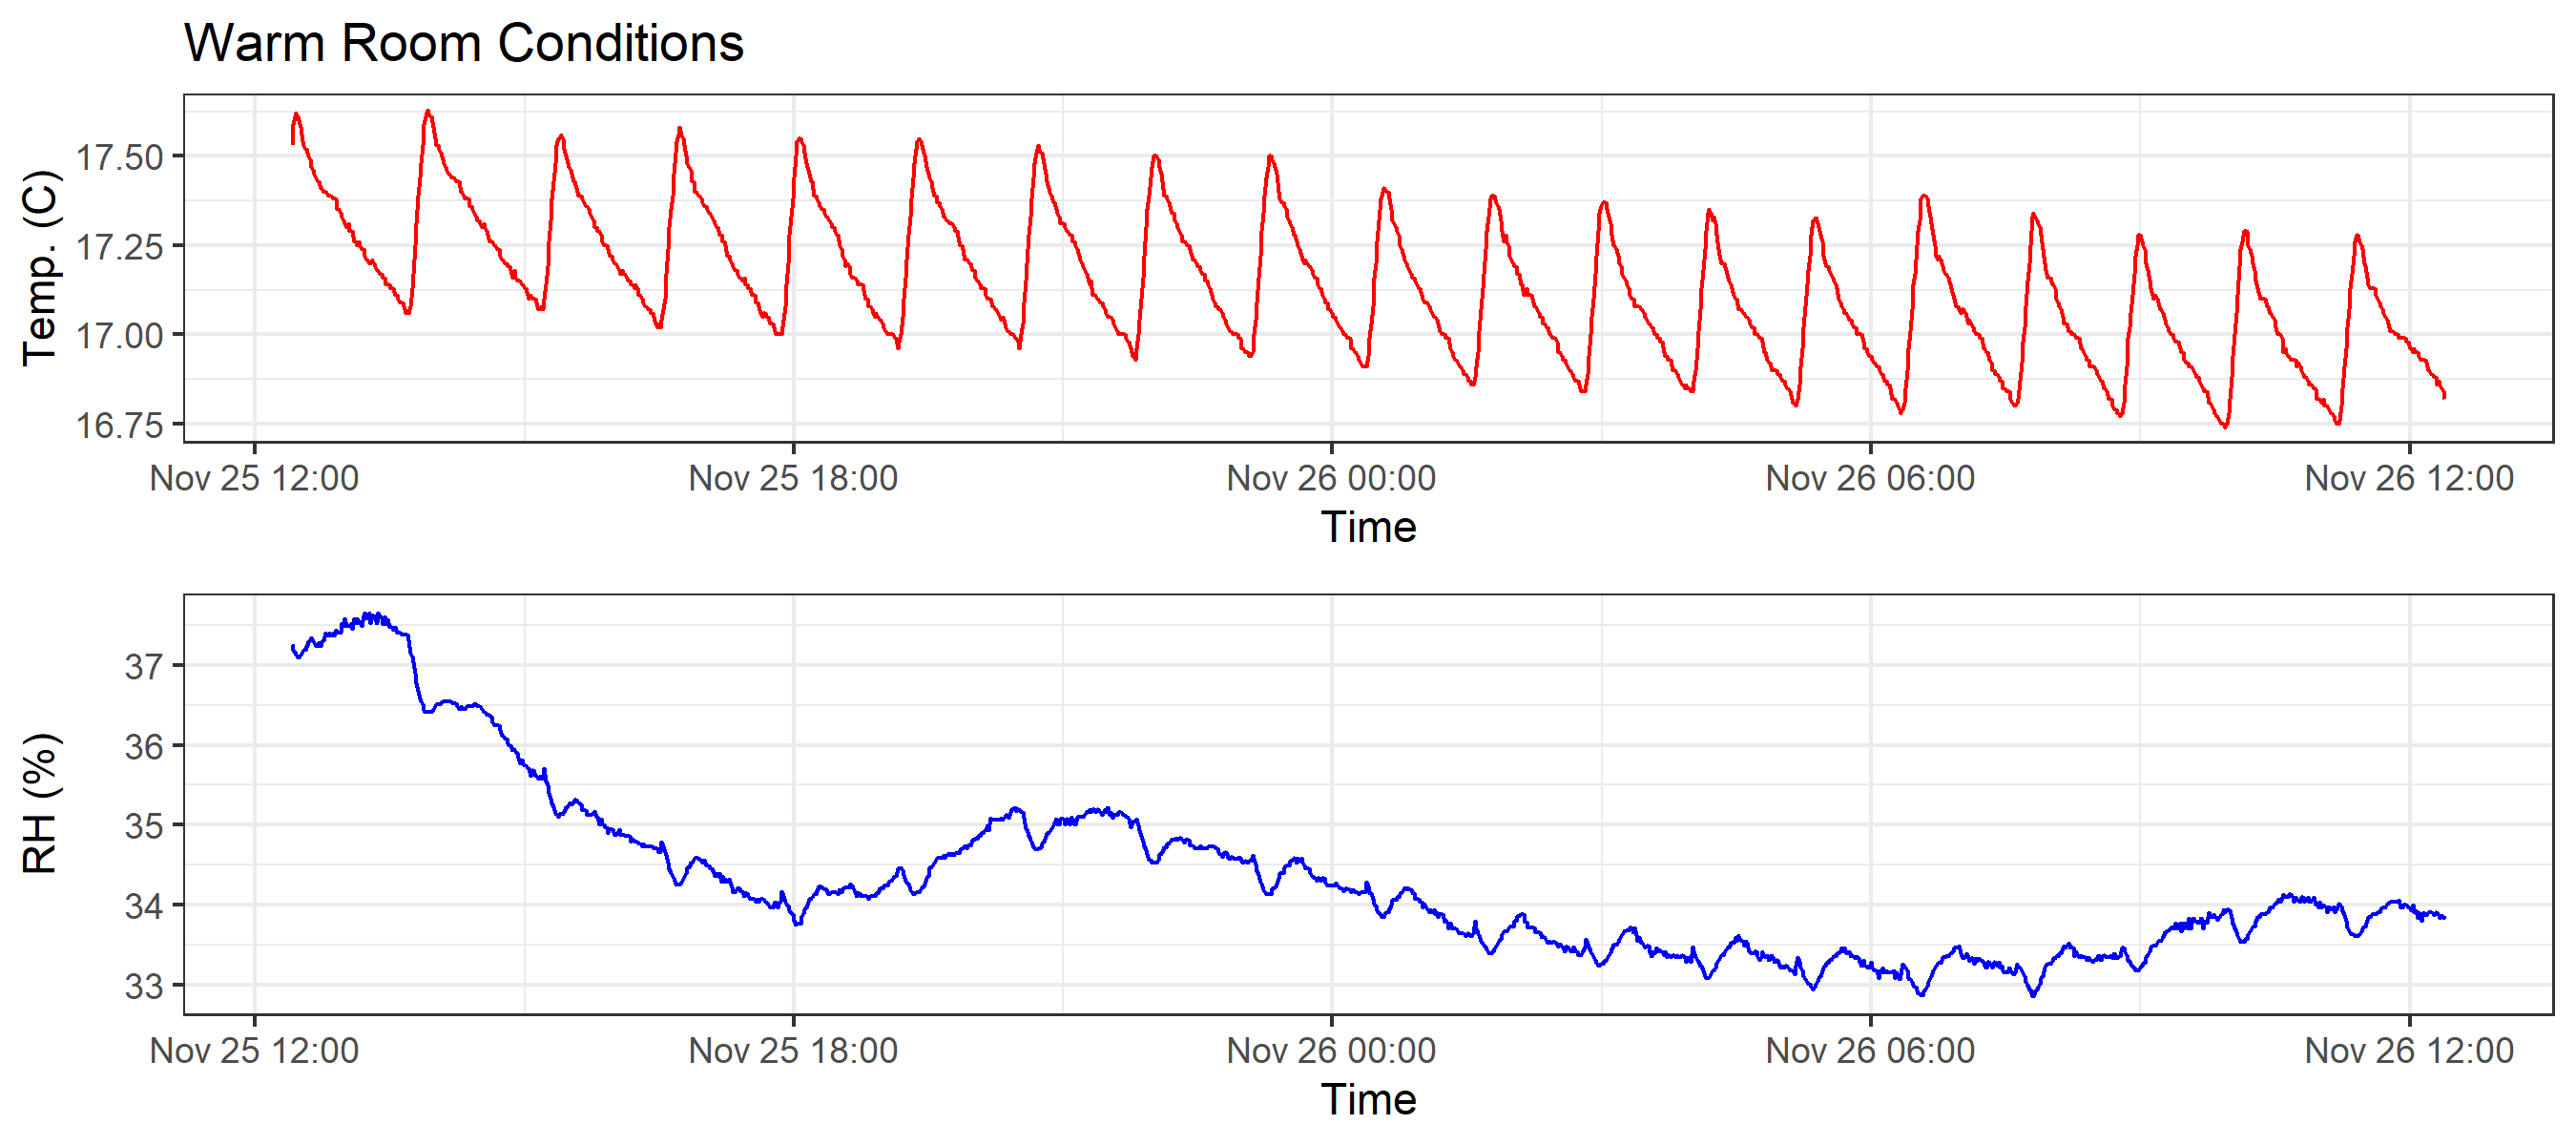 Warm Room Conditions
Temp. (C)
17.50
17.25
17.00
16.75
Nov 25 12:00 Nov 25 18:00 Nov 26 00:00 Nov 26 06:00 Nov 26 12:00
Time
RH (%)
37
36
35
34
33
Nov 25 12:00 Nov 25 18:00 Nov 26 00:00 Nov 26 06:00 Nov 26 12:00
Time